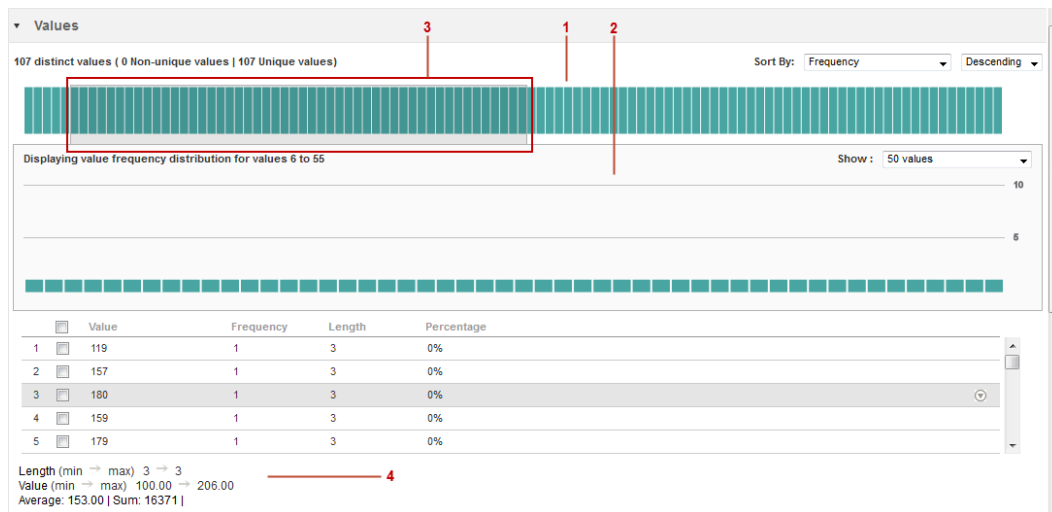 Values
3 1 2
107 distinct values ( 0 Non-unique values | 107 Unique values)
Sort By: Frequency Descending
Displaying value frequency distribution for values 6 to 55
Show : 50 values
10
5
Value Frequency Length Percentage
1 119 1 3 0%
2 157 1 3 0%
3 180 1 3 0%
4 159 1 3 0%
5 179 1 3 0%
Length (min → max) 3 → 3
4
Value (min → max) 100.00 → 206.00
Average: 153.00 | Sum: 16371 |